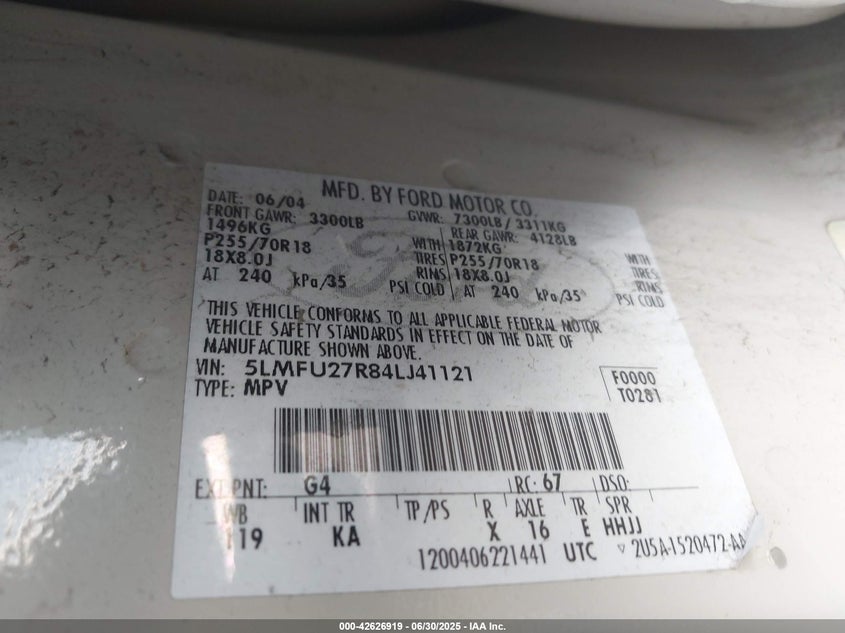 MFD. BY FORD MOTOR CO.
DATE: 06/04 GVWR: 7300LB / 3311KG
FRONT GAWR: 3300LB REAR GAWR: 4128LB
1496KG WITH 1872KG WITH
P255/70R18 TIRES P255/70R18 TIRES
18X8.0J RIMS 18X8.0J RIMS
AT 240 kPa/35 PSI COLD AT 240 kPa/35 PSI COLD
THIS VEHICLE CONFORMS TO ALL APPLICABLE FEDERAL MOTOR
VEHICLE SAFETY STANDARDS IN EFFECT ON THE DATE OF
MANUFACTURE SHOWN ABOVE.
VIN: 5LMFU27R84LJ41121
TYPE: MPV
F0000
T0281
EXT PNT: G4 RC: 67 DSO:
WB INT TR TP/PS R AXLE TR SPR
119 KA X 16 E HHJJ
1200406221441 UTC ▽ 2U5A-1520472-AA
000-42626919 - 06/30/2025 - IAA Inc.